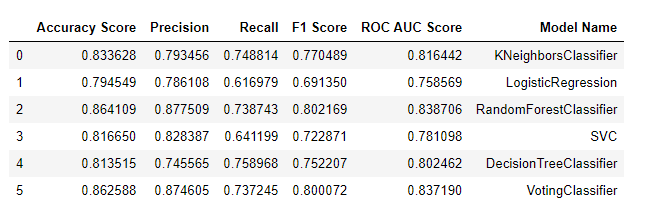 Accuracy Score Precision Recall F1 Score ROC AUC Score Model Name
0 0.833628 0.793456 0.748814 0.770489 0.816442 KNeighborsClassifier
1 0.794549 0.786108 0.616979 0.691350 0.758569 LogisticRegression
2 0.864109 0.877509 0.738743 0.802169 0.838706 RandomForestClassifier
3 0.816650 0.828387 0.641199 0.722871 0.781098 SVC
4 0.813515 0.745565 0.758968 0.752207 0.802462 DecisionTreeClassifier
5 0.862588 0.874605 0.737245 0.800072 0.837190 VotingClassifier